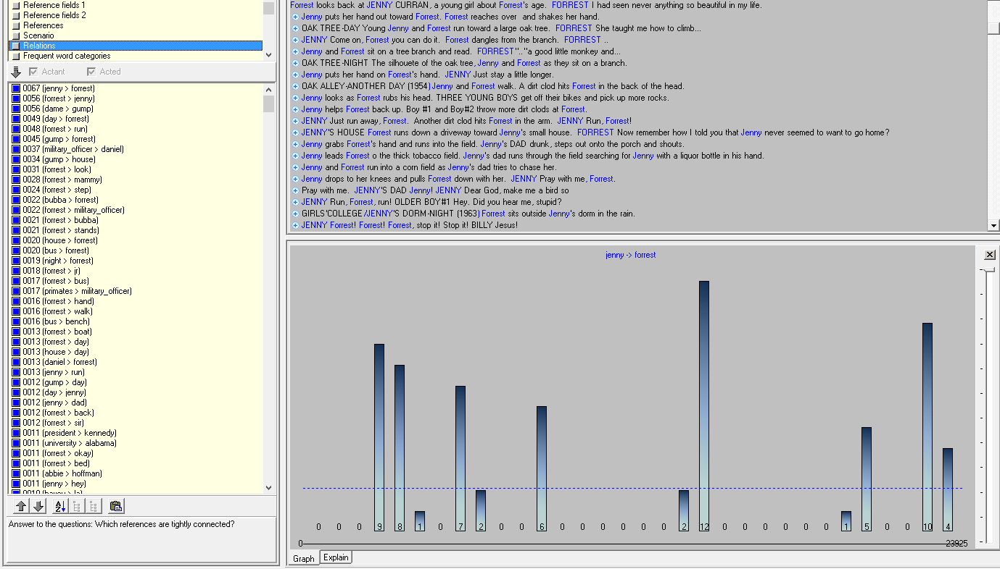 Reference fields 1
Reference fields 2
References
Scenario
Relations
Frequent word categories
Actant Acted
0067 (jenny > forrest)
0056 (forrest > jenny)
0056 (dame > gump)
0049 (day > forrest)
0048 (forrest > run)
0045 (gump > forrest)
0037 (military_officer > daniel)
0034 (gump > house)
0031 (forrest > look)
0028 (forrest > mammy)
0024 (forrest > step)
0022 (bubba > forrest)
0022 (forrest > military_officer)
0021 (forrest > bubba)
0021 (forrest > stands)
0020 (house > forrest)
0020 (bus > forrest)
0019 (night > forrest)
0018 (forrest > jr)
0017 (forrest > bus)
0017 (primates > military_officer)
0016 (forrest > hand)
0016 (forrest > walk)
0016 (bus > bench)
0013 (forrest > boat)
0013 (forrest > day)
0013 (house > day)
0013 (daniel > forrest)
0013 (jenny > run)
0012 (gump > day)
0012 (day > jenny)
0012 (jenny > dad)
0012 (forrest > back)
0012 (forrest > sir)
0011 (president > kennedy)
0011 (university > alabama)
0011 (forrest > okay)
0011 (forrest > bed)
0011 (abbie > hoffman)
0011 (jenny > hey)
Answer to the questions: Which references are tightly connected?
Forrest looks back at JENNY CURRAN, a young girl about Forrest's age. FORREST I had seen never anything so beautiful in my life.
Jenny puts her hand out toward Forrest. Forrest reaches over and shakes her hand.
OAK TREE-DAY Young Jenny and Forrest run toward a large oak tree. FORREST She taught me how to climb...
JENNY Come on, Forrest you can do it. Forrest dangles from the branch. FORREST ..
Jenny and Forrest sit on a tree branch and read. FORREST".."a good little monkey and...
OAK TREE-NIGHT The silhouete of the oak tree, Jenny and Forrest as they sit on a branch.
Jenny puts her hand on Forrest's hand. JENNY Just stay a little longer.
OAK ALLEY-ANOTHER DAY (1954) Jenny and Forrest walk. A dirt clod hits Forrest in the back of the head.
Jenny looks as Forrest rubs his head. THREE YOUNG BOYS get off their bikes and pick up more rocks.
Jenny helps Forrest back up. Boy #1 and Boy#2 throw more dirt clods at Forrest.
JENNY Just run away, Forrest. Another dirt clod hits Forrest in the arm. JENNY Run, Forrest!
JENNY'S HOUSE Forrest runs down a driveway toward Jenny's small house. FORREST Now remember how I told you that Jenny never seemed to want to go home?
Jenny grabs Forrest's hand and runs into the field. Jenny's DAD drunk, steps out onto the porch and shouts.
Jenny leads Forrest o the thick tobacco field. Jenny's dad runs through the field searching for Jenny with a liquor bottle in his hand.
Jenny and Forrest run into a corn field as Jenny's dad tries to chase her.
Jenny drops to her knees and pulls Forrest down with her. JENNY Pray with me, Forrest.
Pray with me. JENNY'S DAD Jenny! JENNY Dear God, make me a bird so
JENNY Run, Forrest, run! OLDER BOY#1 Hey. Did you hear me, stupid?
GIRLS'COLLEGE/JENNY'S DORM-NIGHT (1963) Forrest sits outside Jenny's dorm in the rain.
JENNY Forrest! Forrest! Forrest, stop it! Stop it! BILLY Jesus!
jenny -> forrest
0 0 0 9 8 1 0 7 2 0 0 6 0 0 0 0 0 0 2 12 0 0 0 0 0 0 1 5 0 0 10 4
0 23925
Graph Explain